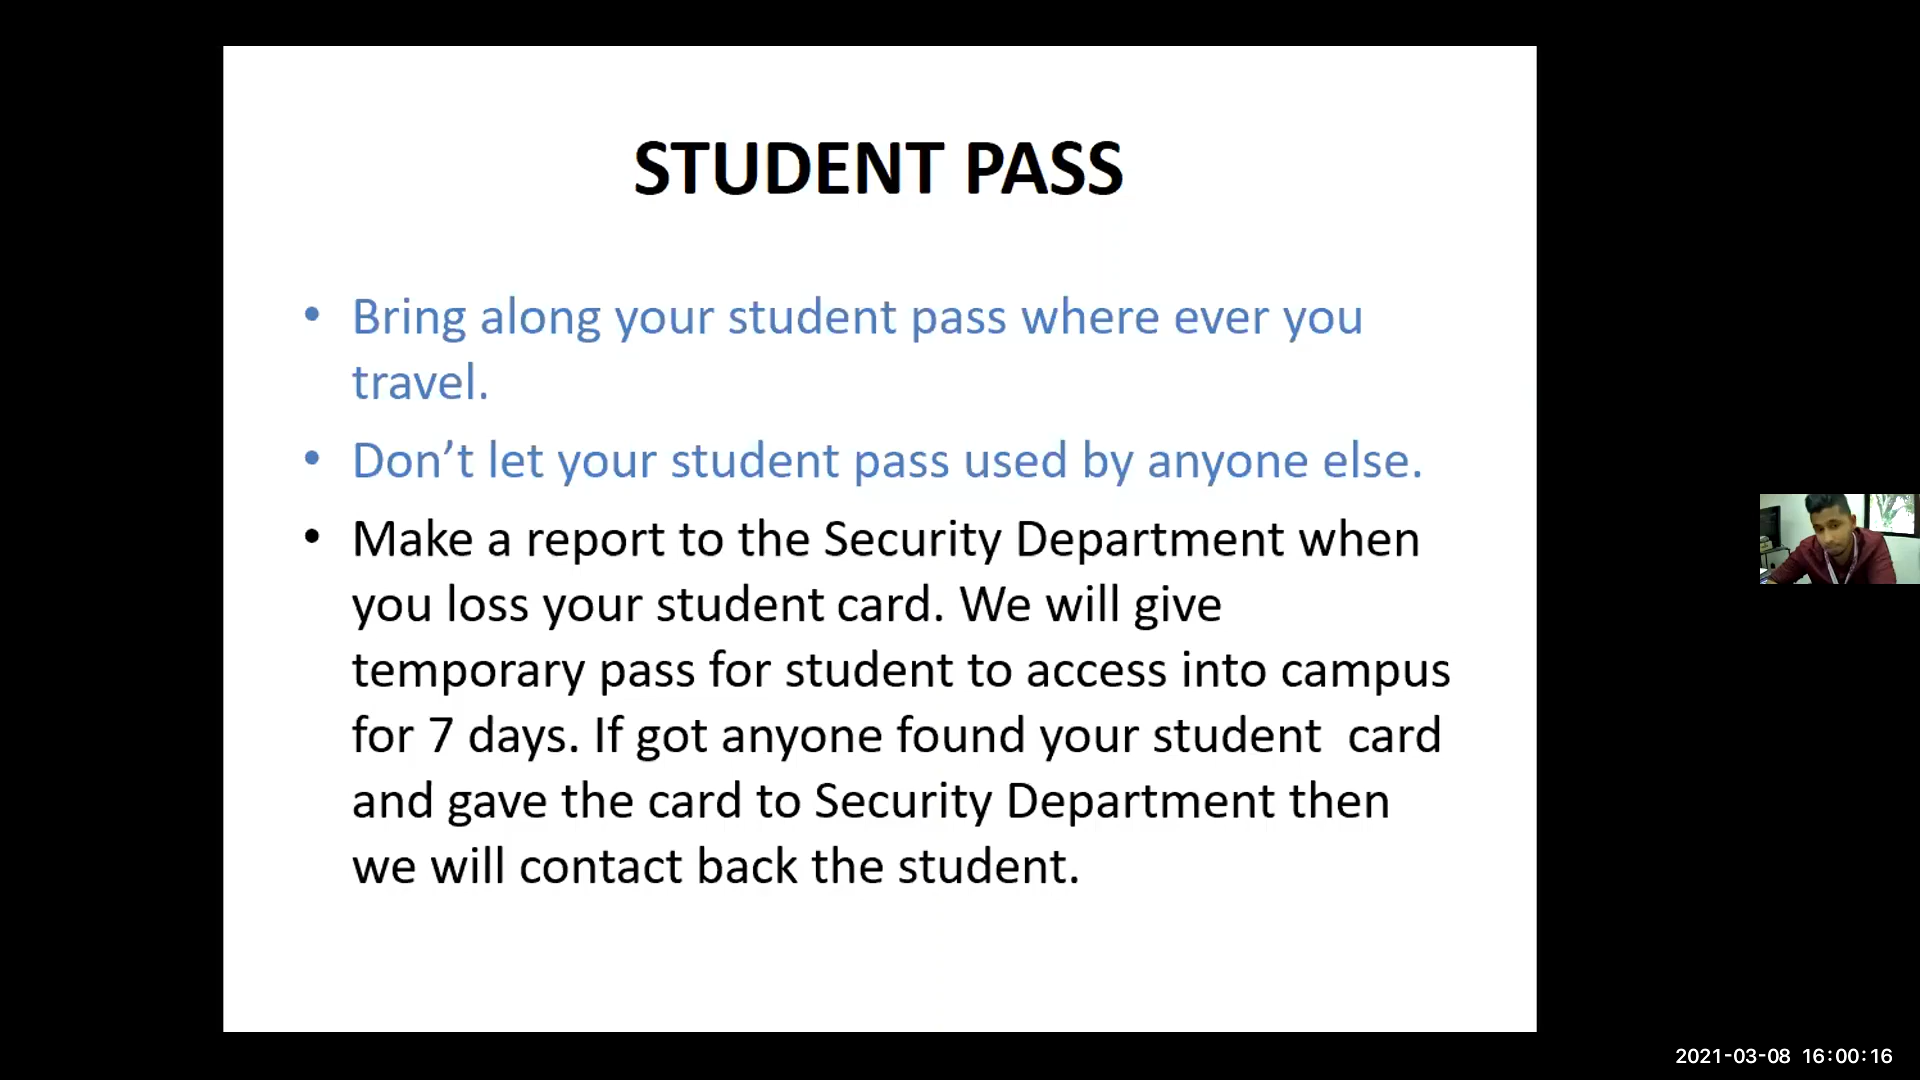 STUDENT PASS
• Bring along your student pass where ever you
travel.
• Don’t let your student pass used by anyone else.
• Make a report to the Security Department when
you loss your student card. We will give
temporary pass for student to access into campus
for 7 days. If got anyone found your student  card
and gave the card to Security Department then
we will contact back the student.
2021-03-08 16:00:16